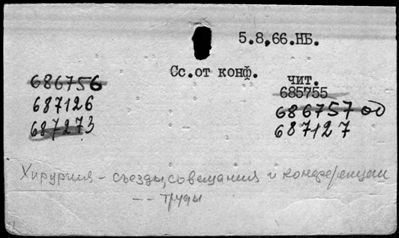 5.8,66.НБ.
Сс.от конф.
чит.
686756
685755
687126
686757 об
687273
687127
Хирургия - съезды, совещания и конференции
-- труды